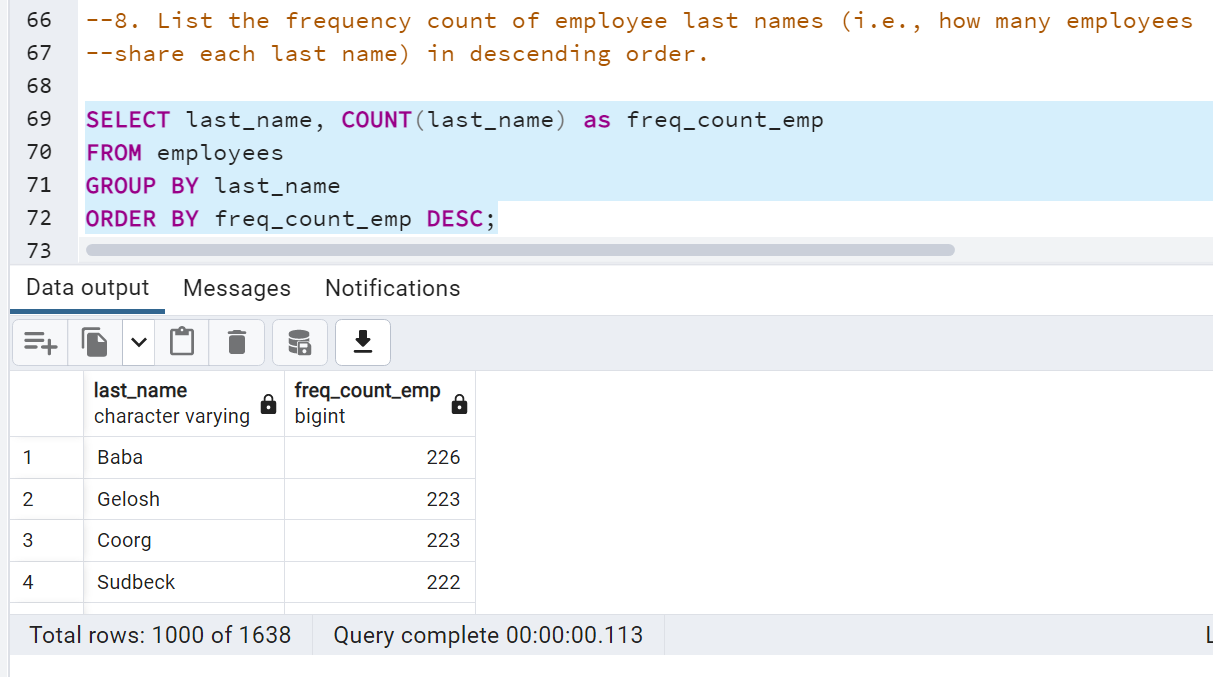 66 --8. List the frequency count of employee last names (i.e., how many employees
67 --share each last name) in descending order.
68
69 SELECT last_name, COUNT(last_name) as freq_count_emp
70 FROM employees
71 GROUP BY last_name
72 ORDER BY freq_count_emp DESC;
73
Data output Messages Notifications
last_name freq_count_emp
character varying bigint
1 Baba 226
2 Gelosh 223
3 Coorg 223
4 Sudbeck 222
Total rows: 1000 of 1638 Query complete 00:00:00.113